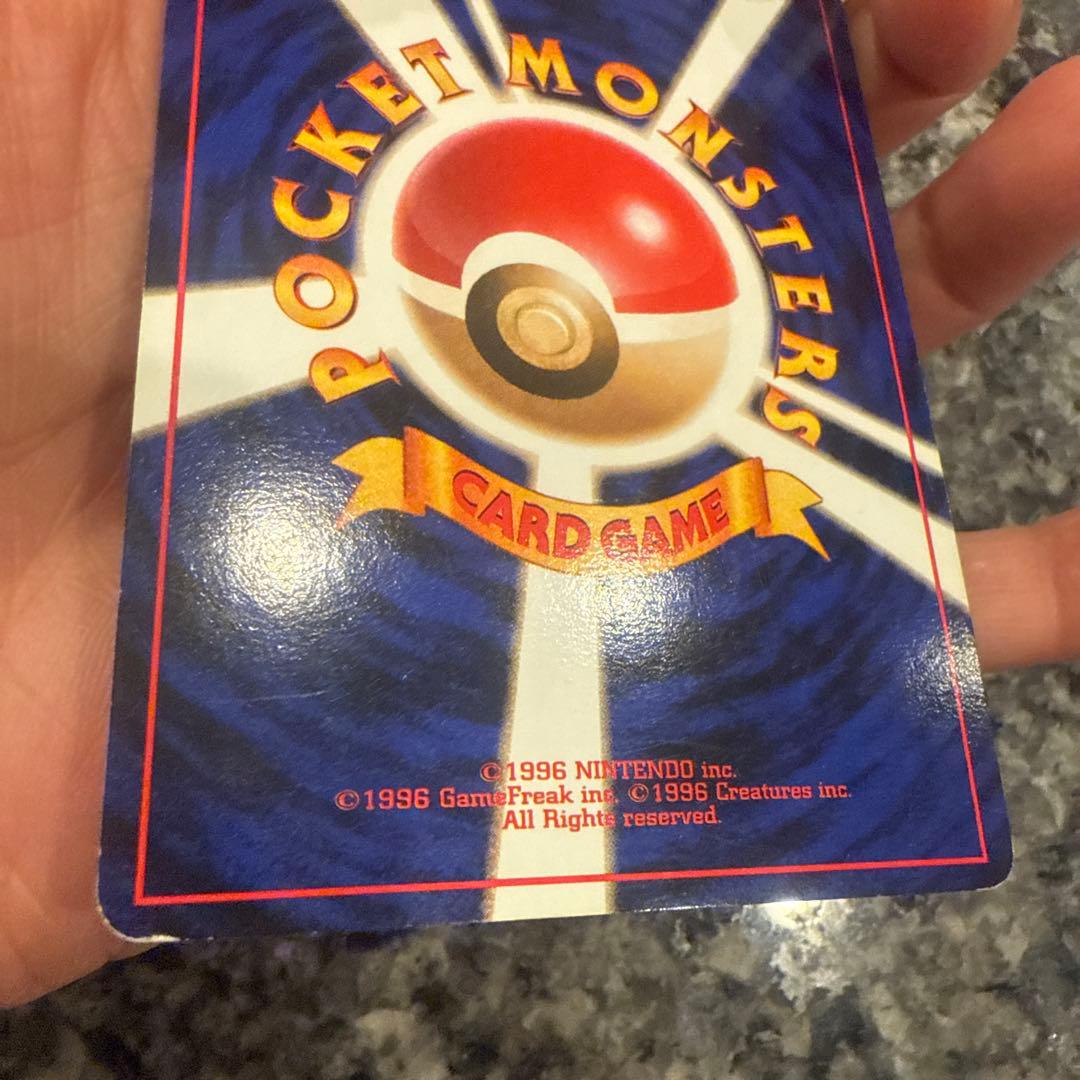 POCKET MONSTERS
CARD GAME
©1996 NINTENDO inc.
©1996 GameFreak inc. ©1996 Creatures inc.
All Rights reserved.